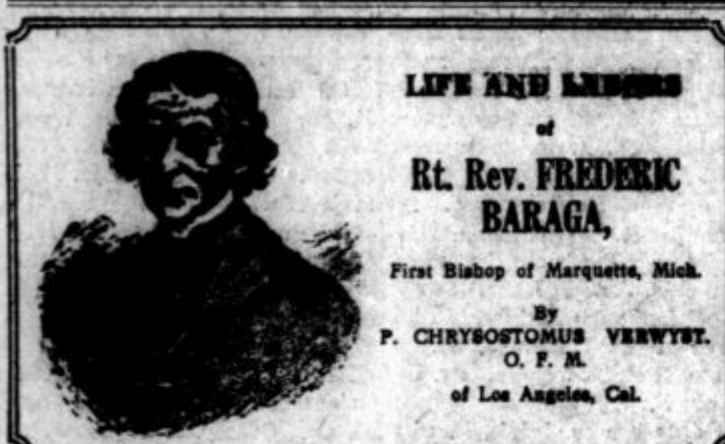 LIFE AND LABORS
of
Rt. Rev. FREDERIC
BARAGA,
First Bishop of Marquette, Mich.
By
P. CHRYSOSTOMUS VERWYST.
O. F. M.
of Los Angeles, Cal.